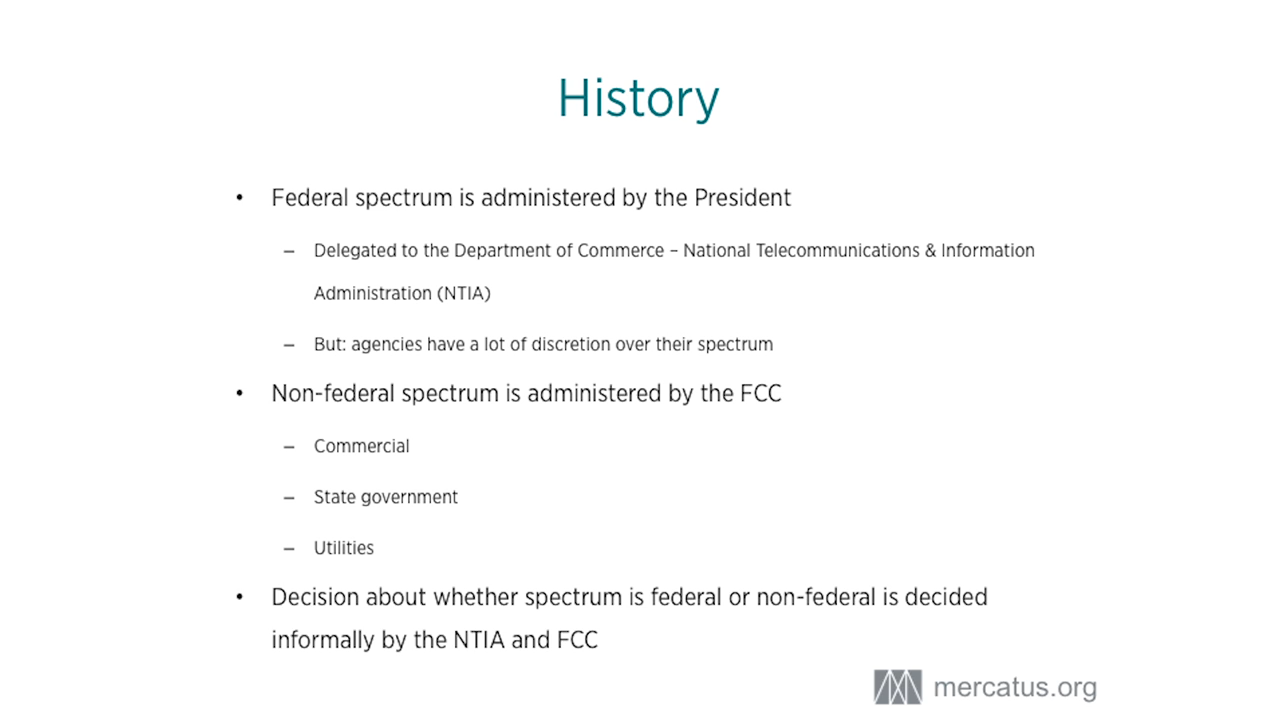 History
• Federal spectrum is administered by the President
– Delegated to the Department of Commerce – National Telecommunications & Information
Administration (NTIA)
– But: agencies have a lot of discretion over their spectrum
• Non-federal spectrum is administered by the FCC
– Commercial
– State government
– Utilities
• Decision about whether spectrum is federal or non-federal is decided
informally by the NTIA and FCC
mercatus.org